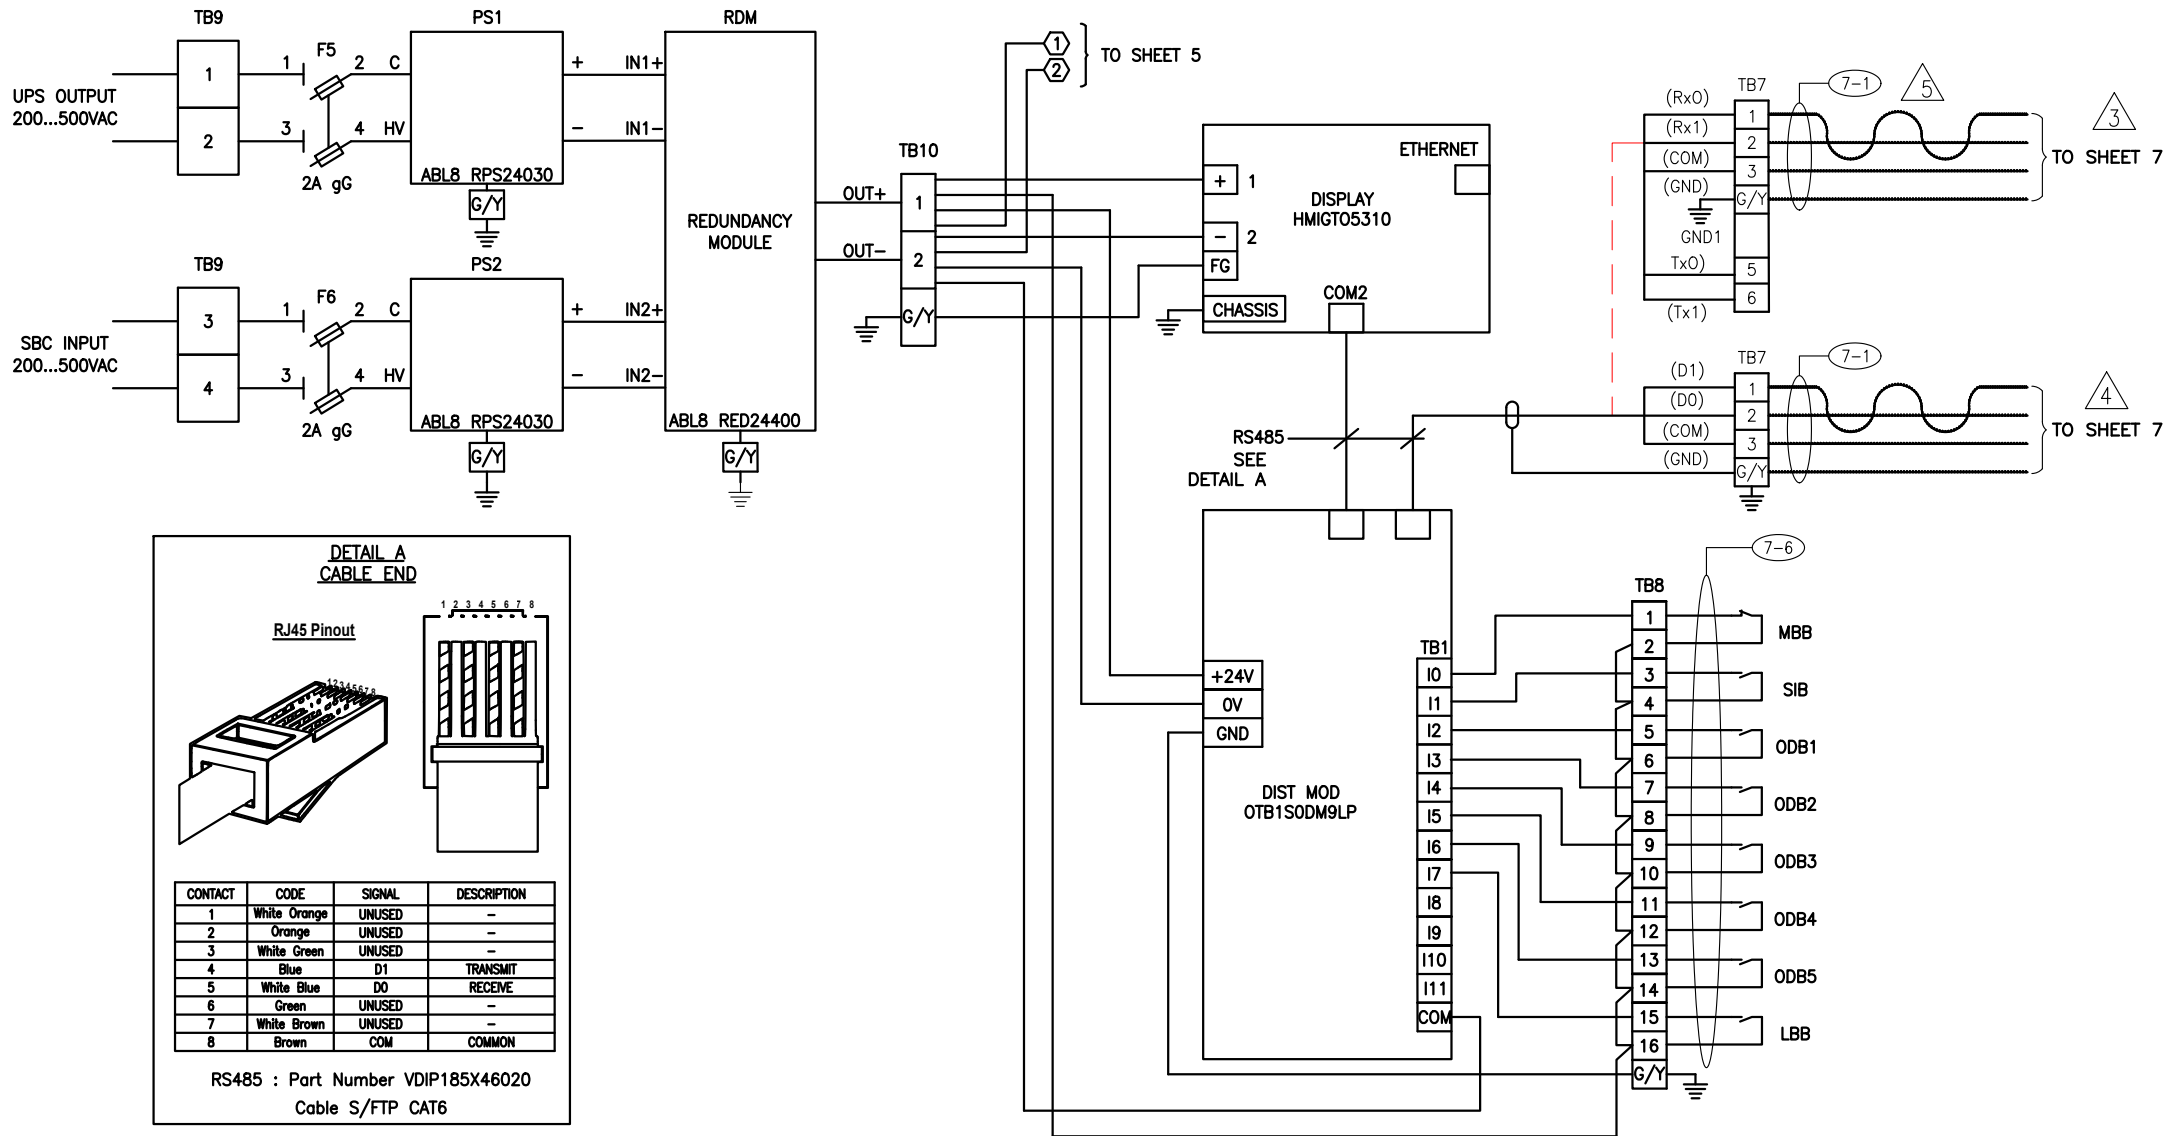 TB9
PS1
RDM
1
F5
1
2
C
+
IN1+
UPS OUTPUT
200...500VAC
2
3
4
HV
-
IN1-
2A gG
ABL8 RPS24030
G/Y
REDUNDANCY
MODULE
TB9
PS2
3
F6
1
2
C
+
IN2+
SBC INPUT
200...500VAC
4
3
4
HV
-
IN2-
2A gG
ABL8 RPS24030
ABL8 RED24400
G/Y
G/Y
1
2
TO SHEET 5
TB10
OUT+
1
OUT-
2
G/Y
ETHERNET
+
1
DISPLAY
HMIGTO5310
-
2
FG
COM2
CHASSIS
RS485
SEE
DETAIL A
TB7
7-1
5
3
(Rx0)
1
(Rx1)
2
(COM)
3
(GND)
G/Y
GND1
Tx0)
5
6
(Tx1)
TO SHEET 7
TB7
7-1
4
(D1)
1
(D0)
2
(COM)
3
(GND)
G/Y
TO SHEET 7
DETAIL A
CABLE END
RJ45 Pinout
1 2 3 4 5 6 7 8
12345678
CONTACT CODE SIGNAL DESCRIPTION
1 White Orange UNUSED -
2 Orange UNUSED -
3 White Green UNUSED -
4 Blue D1 TRANSMIT
5 White Blue D0 RECEIVE
6 Green UNUSED -
7 White Brown UNUSED -
8 Brown COM COMMON
RS485 : Part Number VDIP185X46020
Cable S/FTP CAT6
+24V
0V
GND
DIST MOD
OTB1S0DM9LP
TB1
I0
I1
I2
I3
I4
I5
I6
I7
I8
I9
I10
I11
COM
7-6
TB8
1
2
3
4
5
6
7
8
9
10
11
12
13
14
15
16
G/Y
MBB
SIB
ODB1
ODB2
ODB3
ODB4
ODB5
LBB